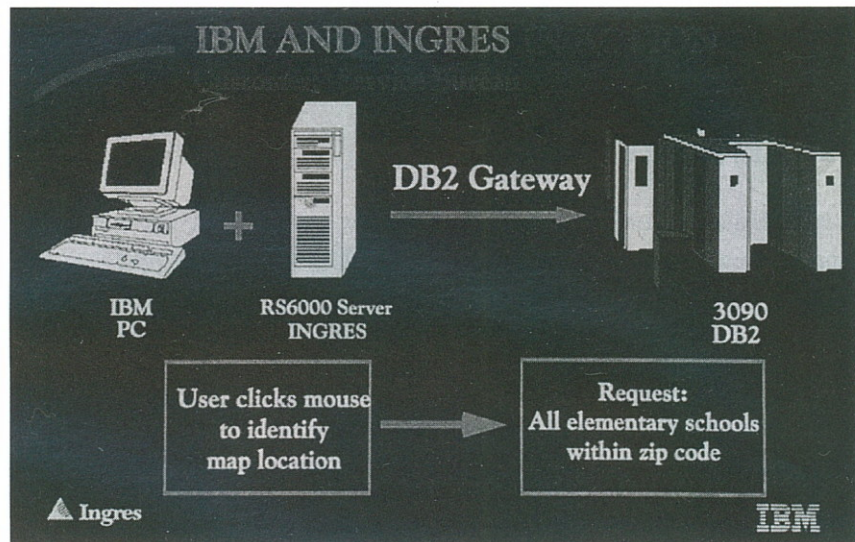 IBM AND INGRES
DB2 Gateway
IBM
PC
RS6000 Server
INGRES
3090
DB2
User clicks mouse
to identify
map location
Request:
All elementary schools
within zip code
Ingres
IBM